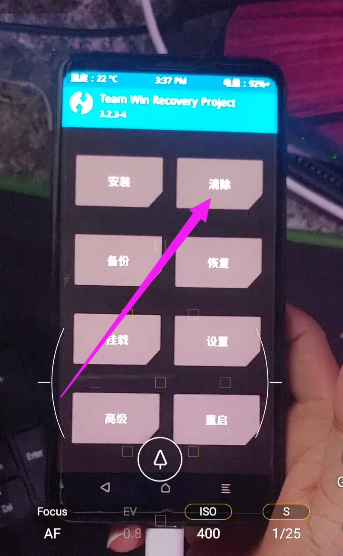 温度：22 ℃ 3:37 PM 电量：92%+
Team Win Recovery Project
3.2.3-4
安装 清除
备份 恢复
挂载 设置
高级 重启
Focus EV ISO S
AF 0.8 400 1/25